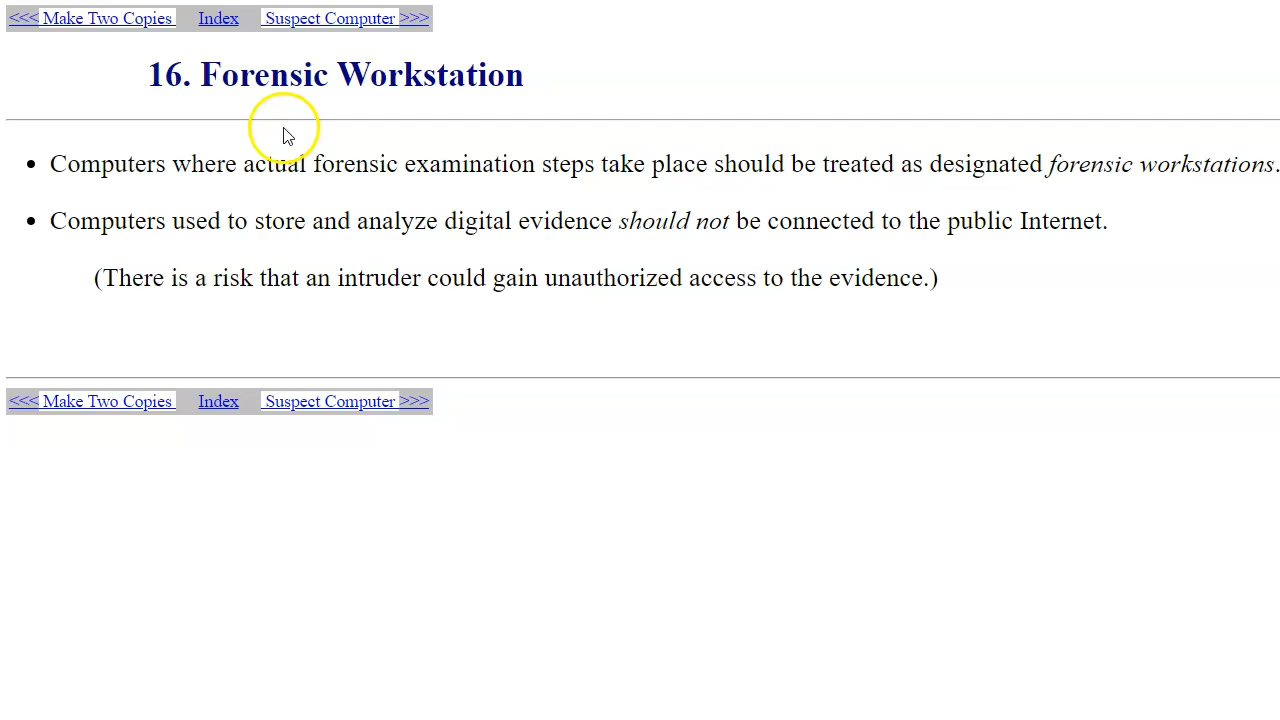 <<< Make Two Copies Index Suspect Computer >>>
16. Forensic Workstation
• Computers where actual forensic examination steps take place should be treated as designated forensic workstations.
• Computers used to store and analyze digital evidence should not be connected to the public Internet.
(There is a risk that an intruder could gain unauthorized access to the evidence.)
<<< Make Two Copies Index Suspect Computer >>>